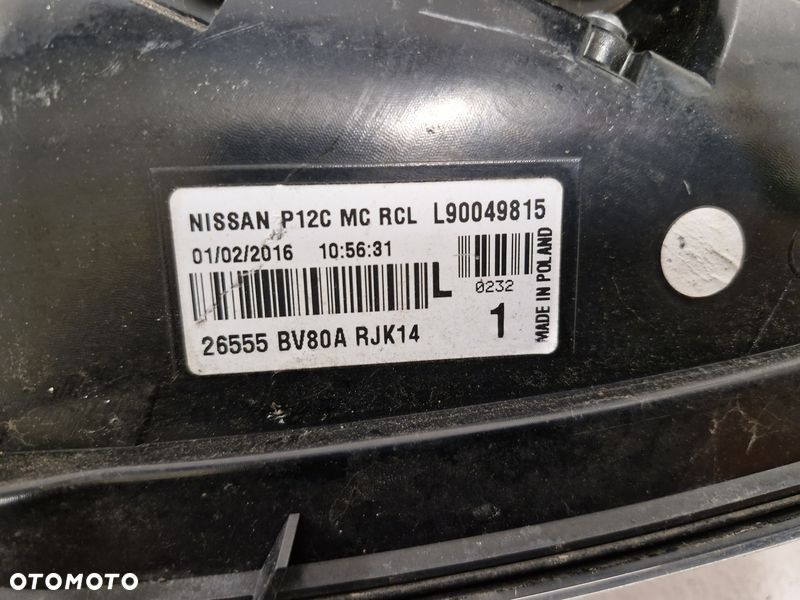 NISSAN P12C MC RCL L90049815
01/02/2016 10:56:31
L
0232
1
MADE IN POLAND
26555 BV80A RJK14
OTOMOTO